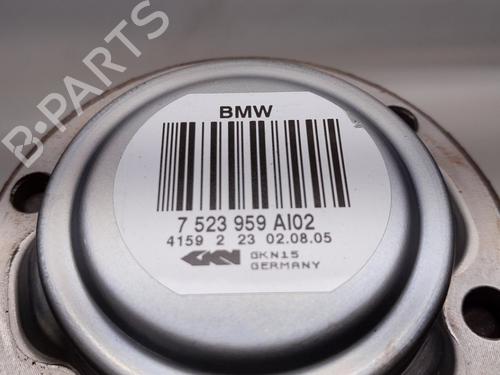 B-PARTS
BMW
7 523 959 AI02
4159 2 23 02.08.05
GKN GKN15
GERMANY